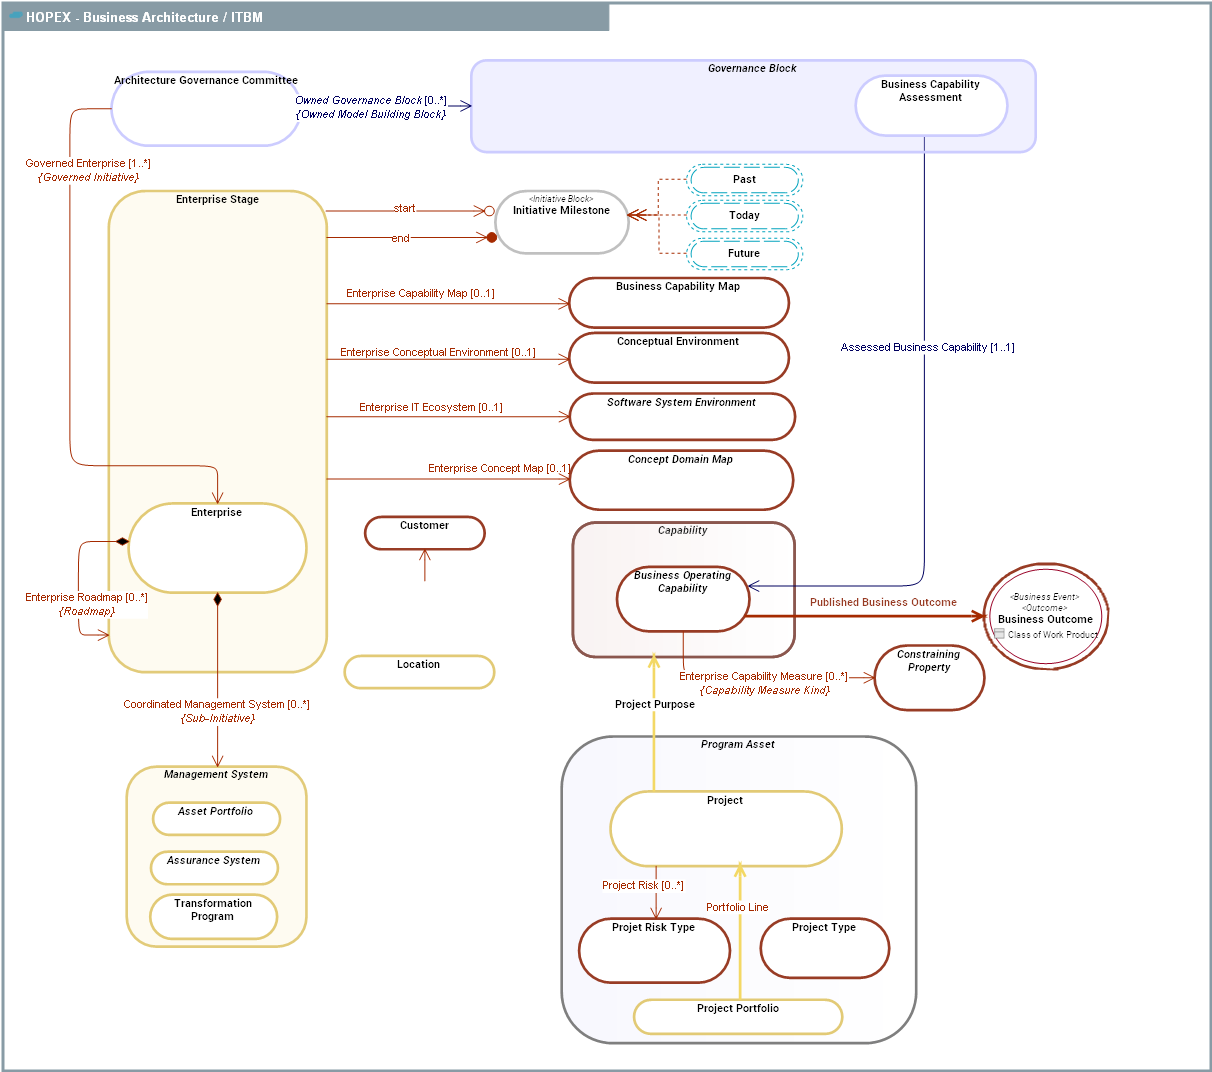 HOPEX - Business Architecture / ITBM
Architecture Governance Committee
Owned Governance Block [0..*]
{Owned Model Building Block}
Governance Block
Business Capability
Assessment
Governed Enterprise [1..*]
{Governed Initiative}
Enterprise Stage
start
end
<Initiative Block>
Initiative Milestone
Past
Today
Future
Enterprise Capability Map [0..1]
Business Capability Map
Enterprise Conceptual Environment [0..1]
Conceptual Environment
Assessed Business Capability [1..1]
Enterprise IT Ecosystem [0..1]
Software System Environment
Enterprise Concept Map [0..1]
Concept Domain Map
Enterprise
Customer
Capability
Business Operating
Capability
Enterprise Roadmap [0..*]
{Roadmap}
Published Business Outcome
<Business Event>
<Outcome>
Business Outcome
Class of Work Product
Location
Constraining
Property
Enterprise Capability Measure [0..*]
{Capability Measure Kind}
Project Purpose
Coordinated Management System [0..*]
{Sub-Initiative}
Management System
Asset Portfolio
Assurance System
Transformation
Program
Program Asset
Project
Project Risk [0..*]
Portfolio Line
Projet Risk Type
Project Type
Project Portfolio